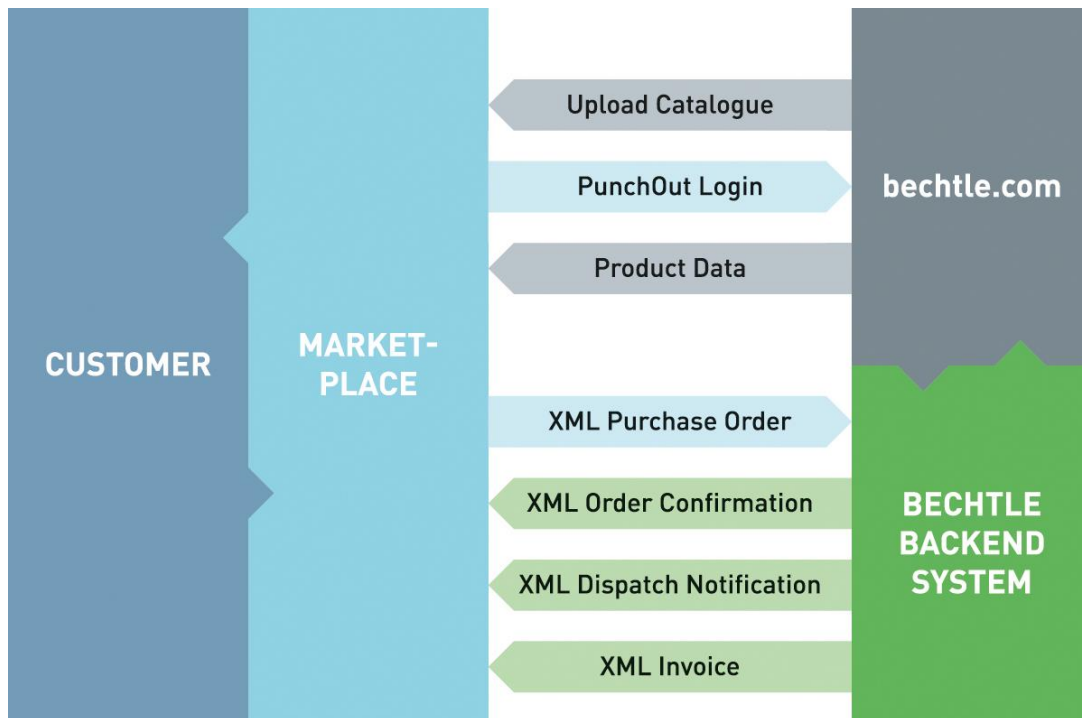 Upload Catalogue
PunchOut Login
bechtle.com
Product Data
CUSTOMER
MARKET-
PLACE
XML Purchase Order
XML Order Confirmation
XML Dispatch Notification
XML Invoice
BECHTLE
BACKEND
SYSTEM